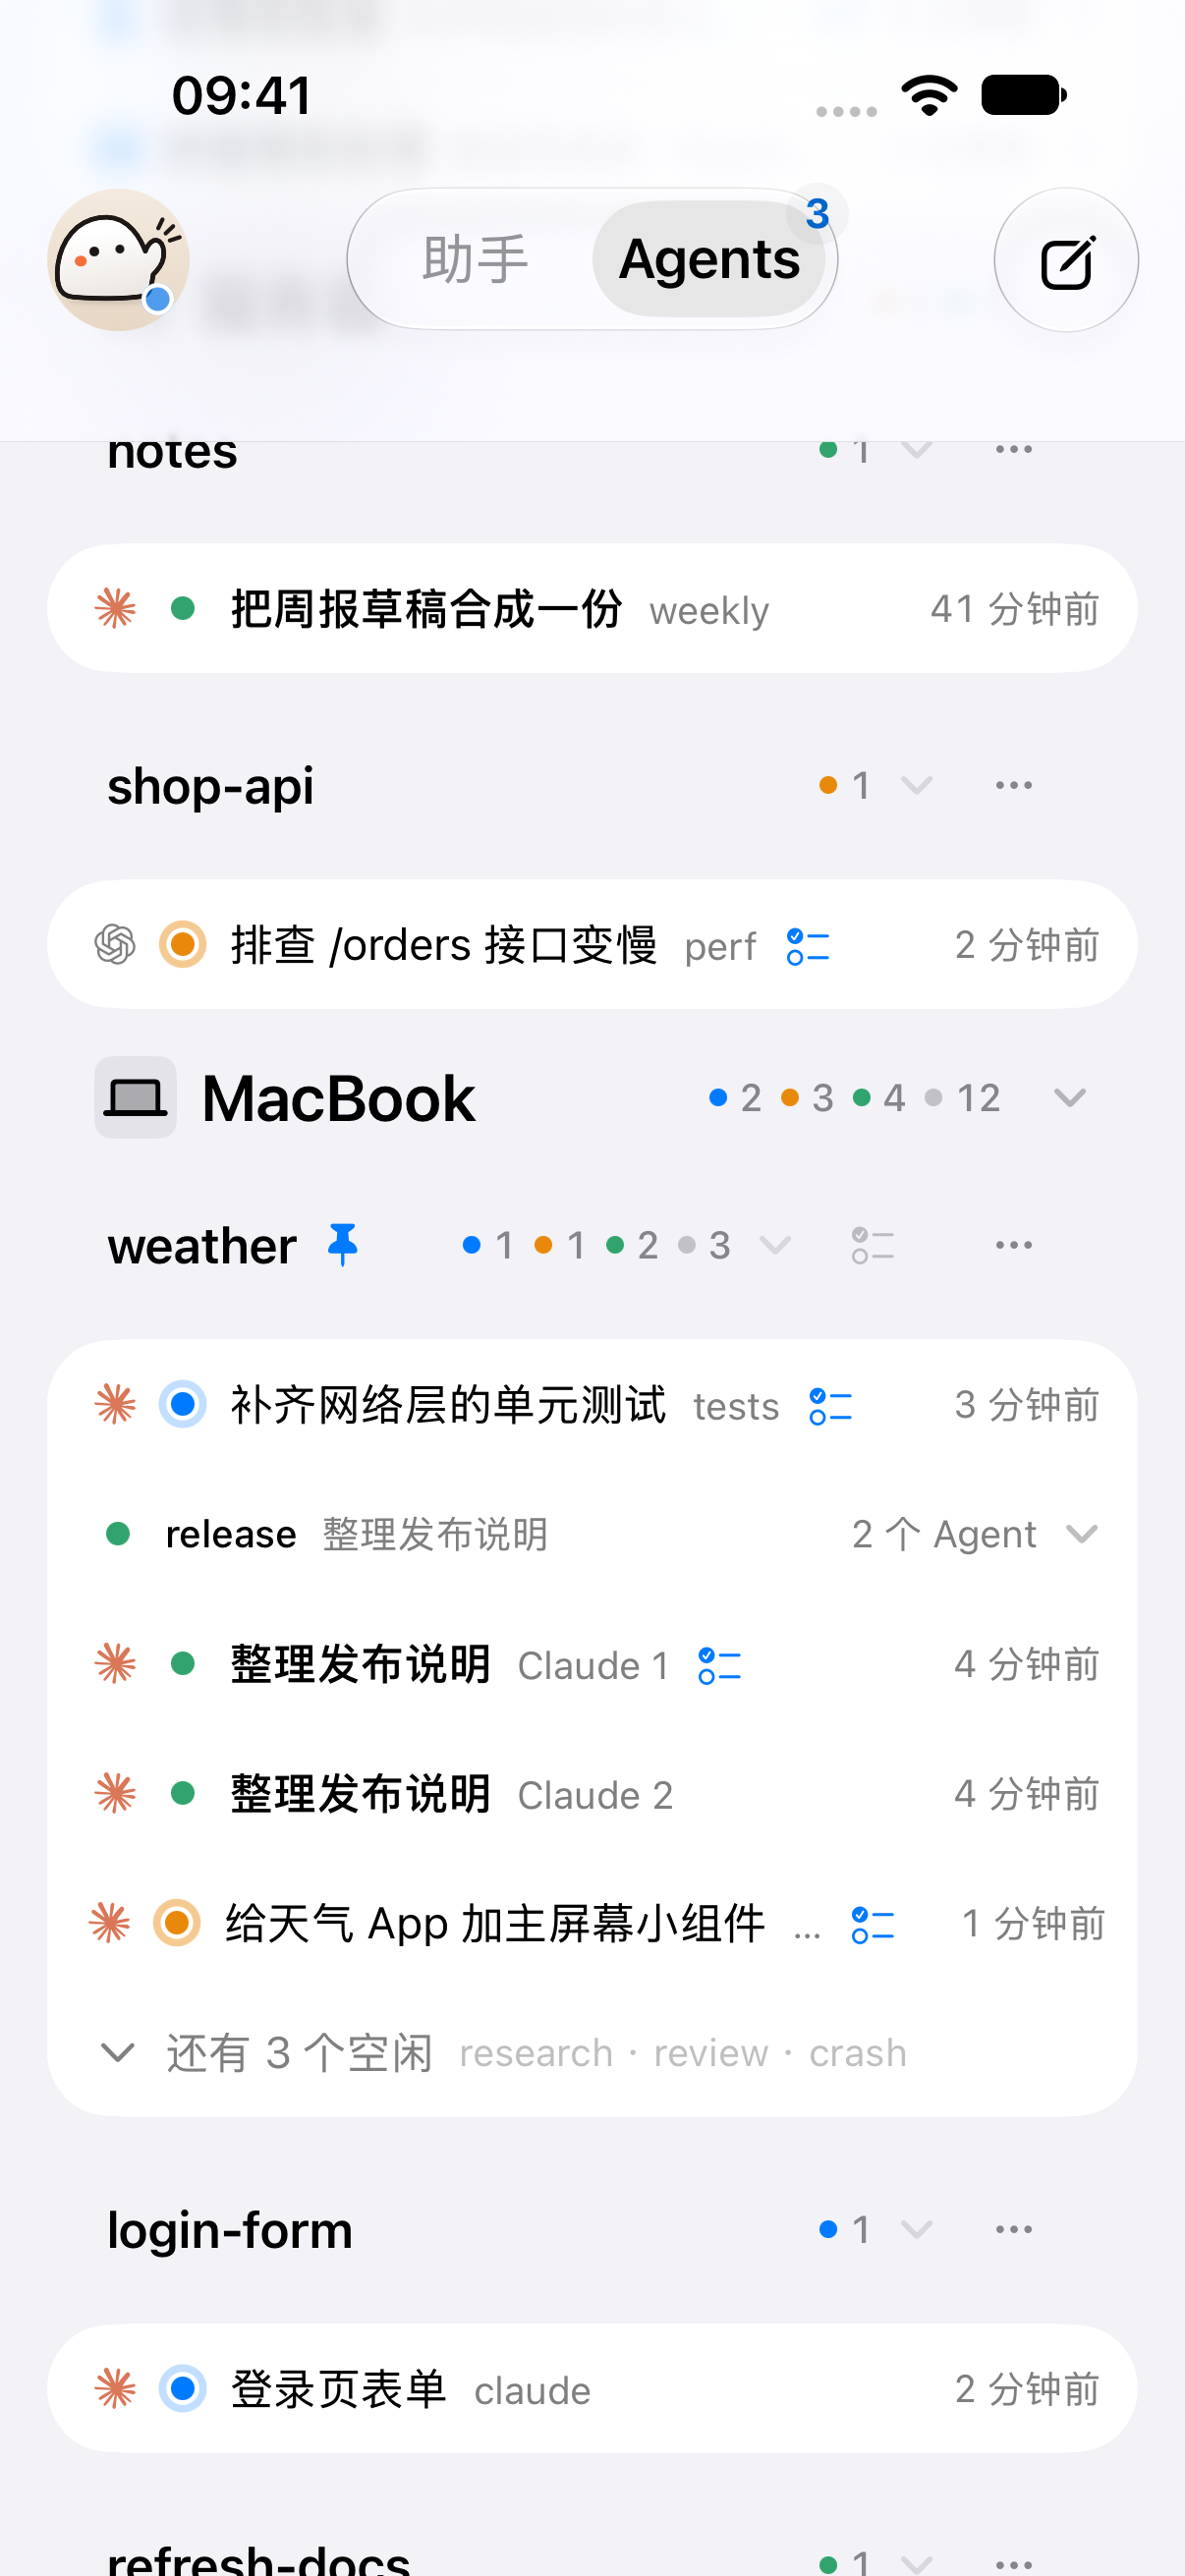 09:41
助手 Agents 3
notes 1
把周报草稿合成一份 weekly 41 分钟前
shop-api 1
排查 /orders 接口变慢 perf 2 分钟前
MacBook 2 3 4 12
weather 1 1 2 3
补齐网络层的单元测试 tests 3 分钟前
release 整理发布说明 2 个 Agent
整理发布说明 Claude 1 4 分钟前
整理发布说明 Claude 2 4 分钟前
给天气 App 加主屏幕小组件 ... 1 分钟前
还有 3 个空闲 research · review · crash
login-form 1
登录页表单 claude 2 分钟前
refresh-docs 1